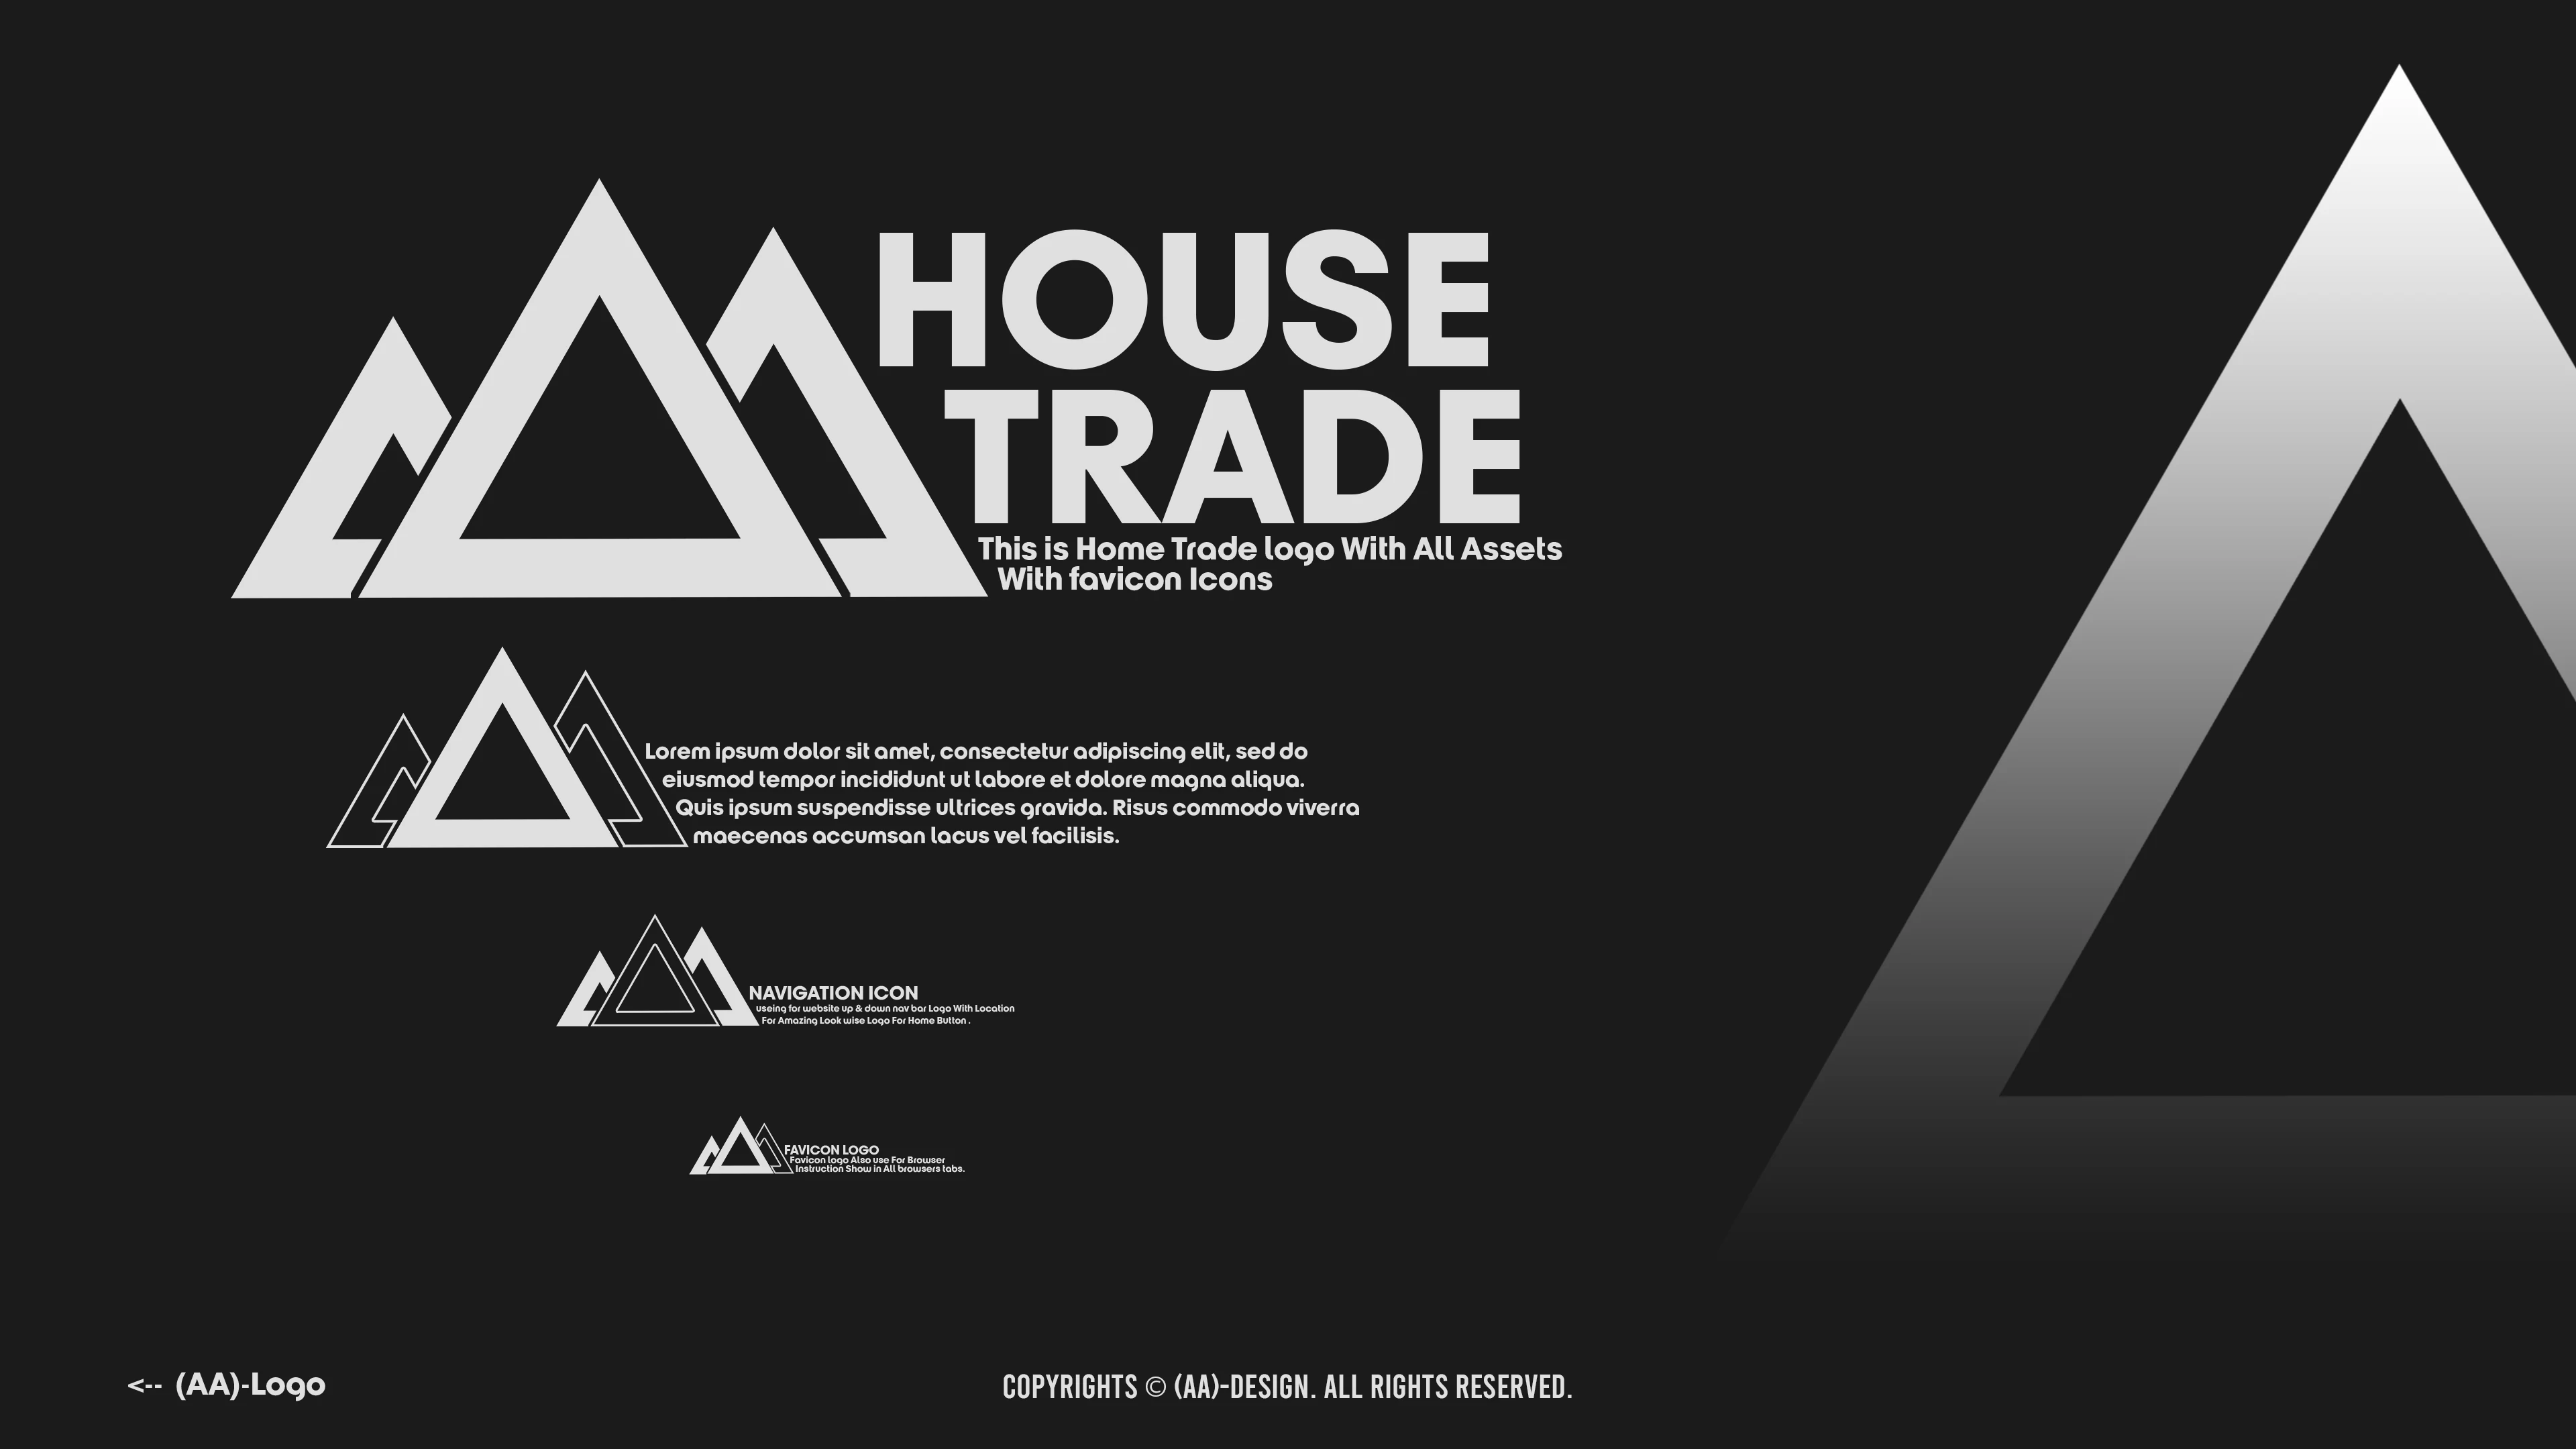 HOUSE
TRADE
This is Home Trade logo With All Assets
With favicon Icons
Lorem ipsum dolor sit amet, consectetur adipiscing elit, sed do
eiusmod tempor incididunt ut labore et dolore magna aliqua.
Quis ipsum suspendisse ultrices gravida. Risus commodo viverra
maecenas accumsan lacus vel facilisis.
NAVIGATION ICON
useing for website up & down nav bar Logo With Location
For Amazing Look wise Logo For Home Button .
FAVICON LOGO
Favicon logo Also use For Browser
Instruction Show in All browsers tabs.
<-- (AA)-Logo
COPYRIGHTS © (AA)-DESIGN. ALL RIGHTS RESERVED.